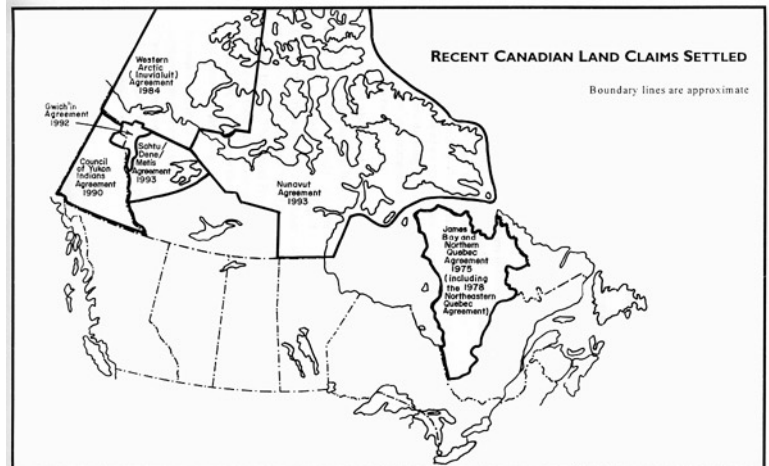 RECENT CANADIAN LAND CLAIMS SETTLED
Boundary lines are approximate
Western
Arctic
(Inuvialuit)
Agreement
1984
Gwich'in
Agreement
1992
Sahtu/
Dene/
Metis
Agreement
1993
Council
of Yukon
Indians
Agreement
1990
Nunavut
Agreement
1993
James
Bay and
Northern
Quebec
Agreement
1975
(including
the 1978
Northeastern
Quebec
Agreement)